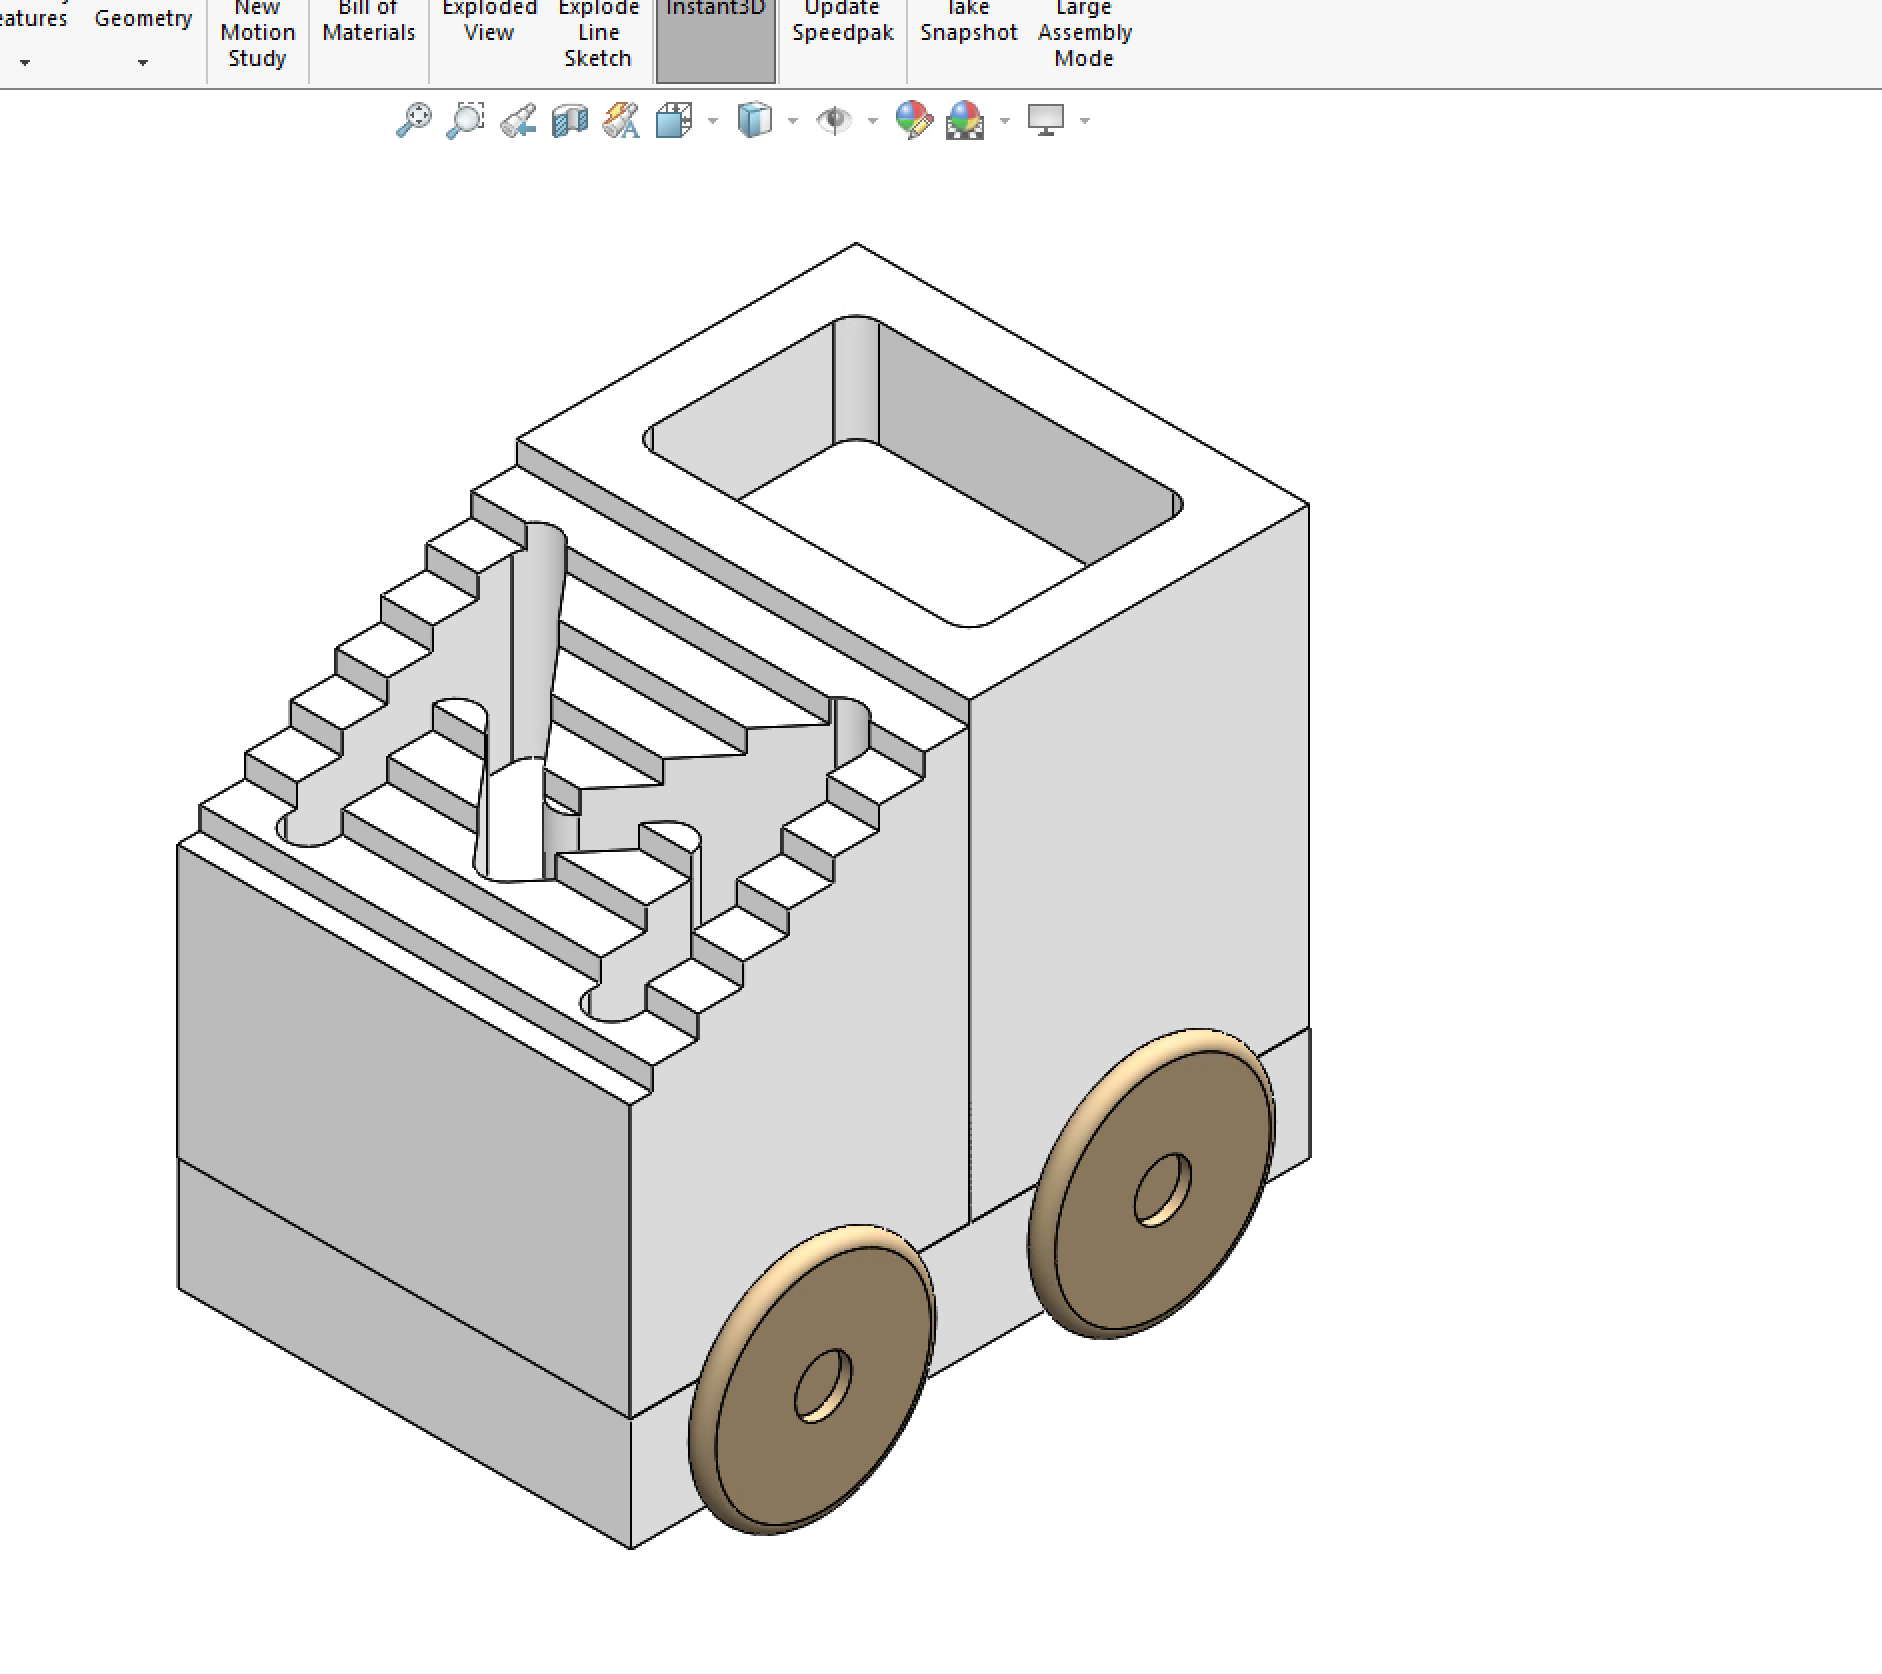 eatures
Geometry
New
Motion
Study
Bill of
Materials
Exploded
View
Explode
Line
Sketch
Instant3D
Update
Speedpak
Take
Snapshot
Large
Assembly
Mode